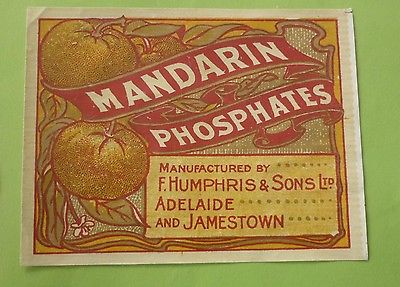 MANDARIN
PHOSPHATES
MANUFACTURED BY
F. HUMPHRIS & SONS LTD
ADELAIDE
AND JAMESTOWN